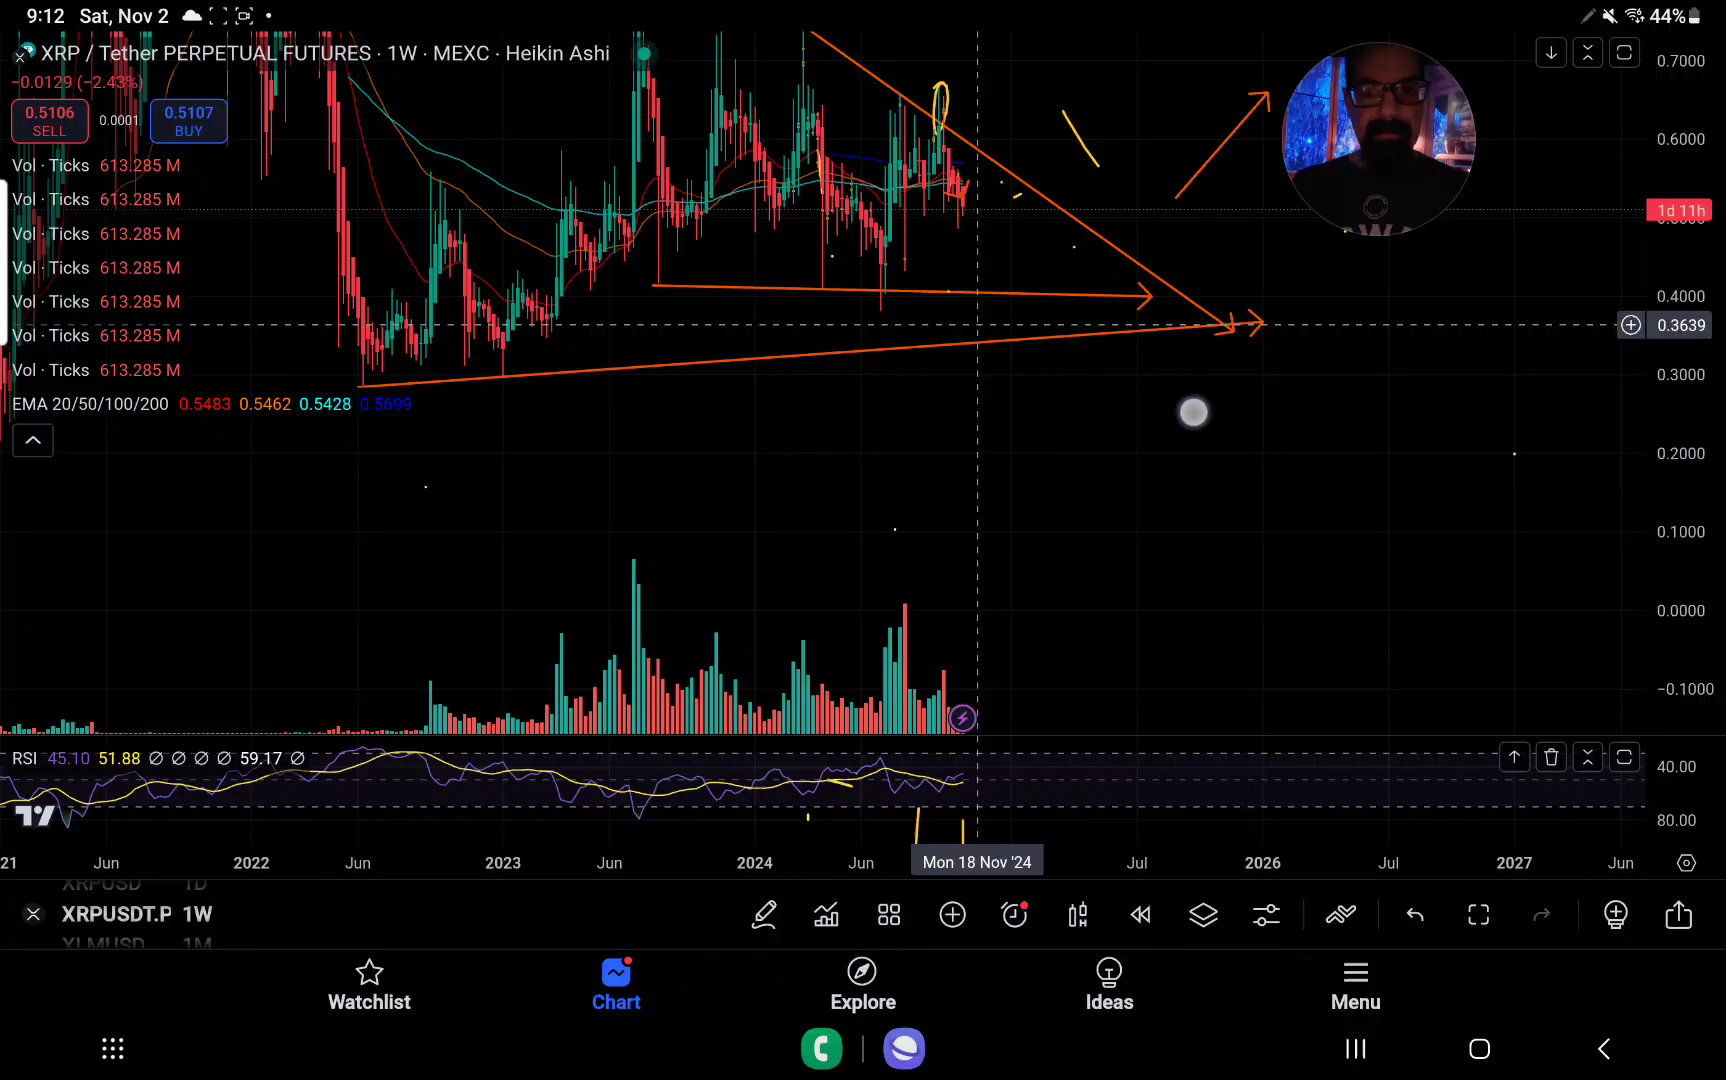 9:12 Sat, Nov 2
44%
XRP / Tether PERPETUAL FUTURES · 1W · MEXC · Heikin Ashi
−0.0129 (−2.43%)
0.5106
SELL
0.0001
0.5107
BUY
Vol · Ticks 613.285 M
Vol · Ticks 613.285 M
Vol · Ticks 613.285 M
Vol · Ticks 613.285 M
Vol · Ticks 613.285 M
Vol · Ticks 613.285 M
Vol · Ticks 613.285 M
EMA 20/50/100/200 0.5483 0.5462 0.5428 0.5699
0.7000
0.6000
1d 11h
0.4000
0.3639
0.3000
0.2000
0.1000
0.0000
−0.1000
RSI 45.10 51.88 ∅ ∅ ∅ ∅ 59.17 ∅
40.00
80.00
21 Jun 2022 Jun 2023 Jun 2024 Jun Mon 18 Nov '24 Jul 2026 Jul 2027 Jun
XRPUSD 1D
XRPUSDT.P 1W
XLMUSD 1M
Watchlist
Chart
Explore
Ideas
Menu